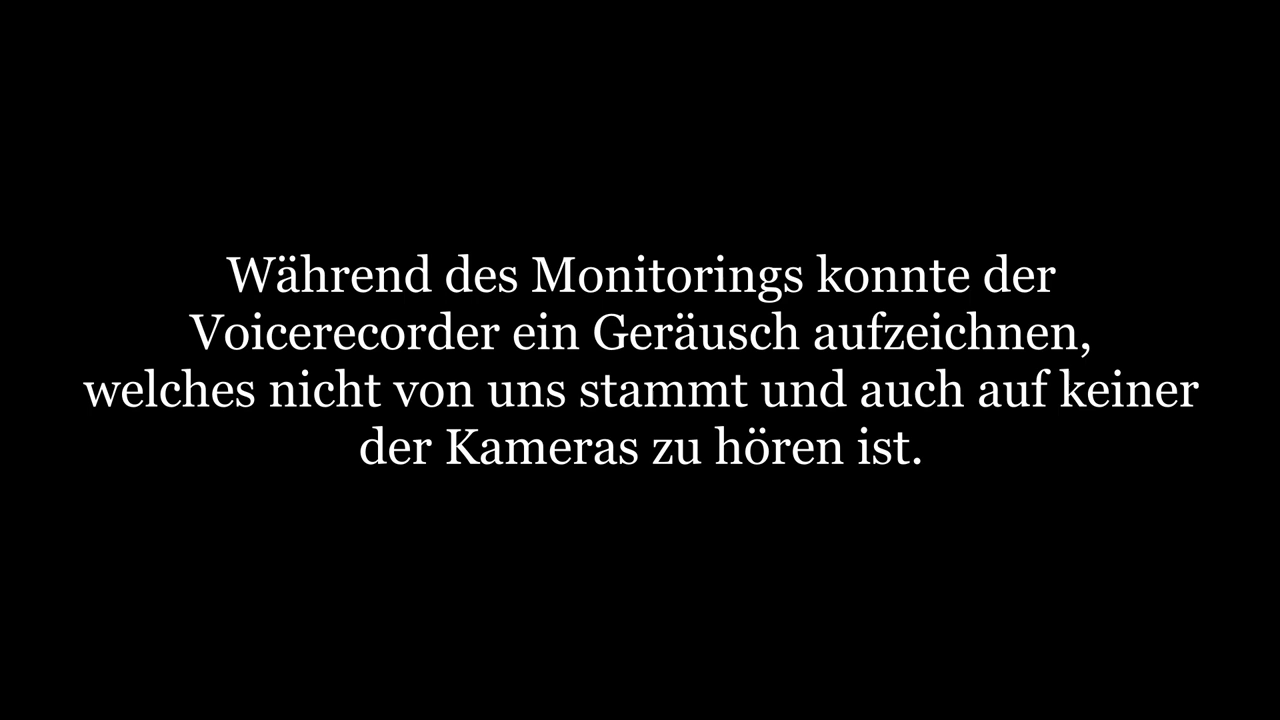 Während des Monitorings konnte der
Voicerecorder ein Geräusch aufzeichnen,
welches nicht von uns stammt und auch auf keiner
der Kameras zu hören ist.